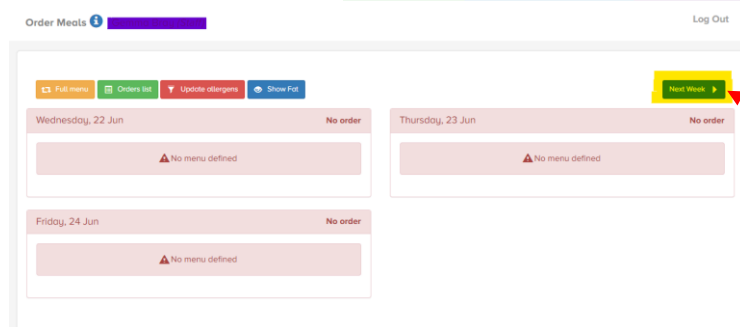 Order Meals
Log Out
Full menu Orders list Update allergens Show Fat Next Week
Wednesday, 22 Jun No order
No menu defined
Thursday, 23 Jun No order
No menu defined
Friday, 24 Jun No order
No menu defined